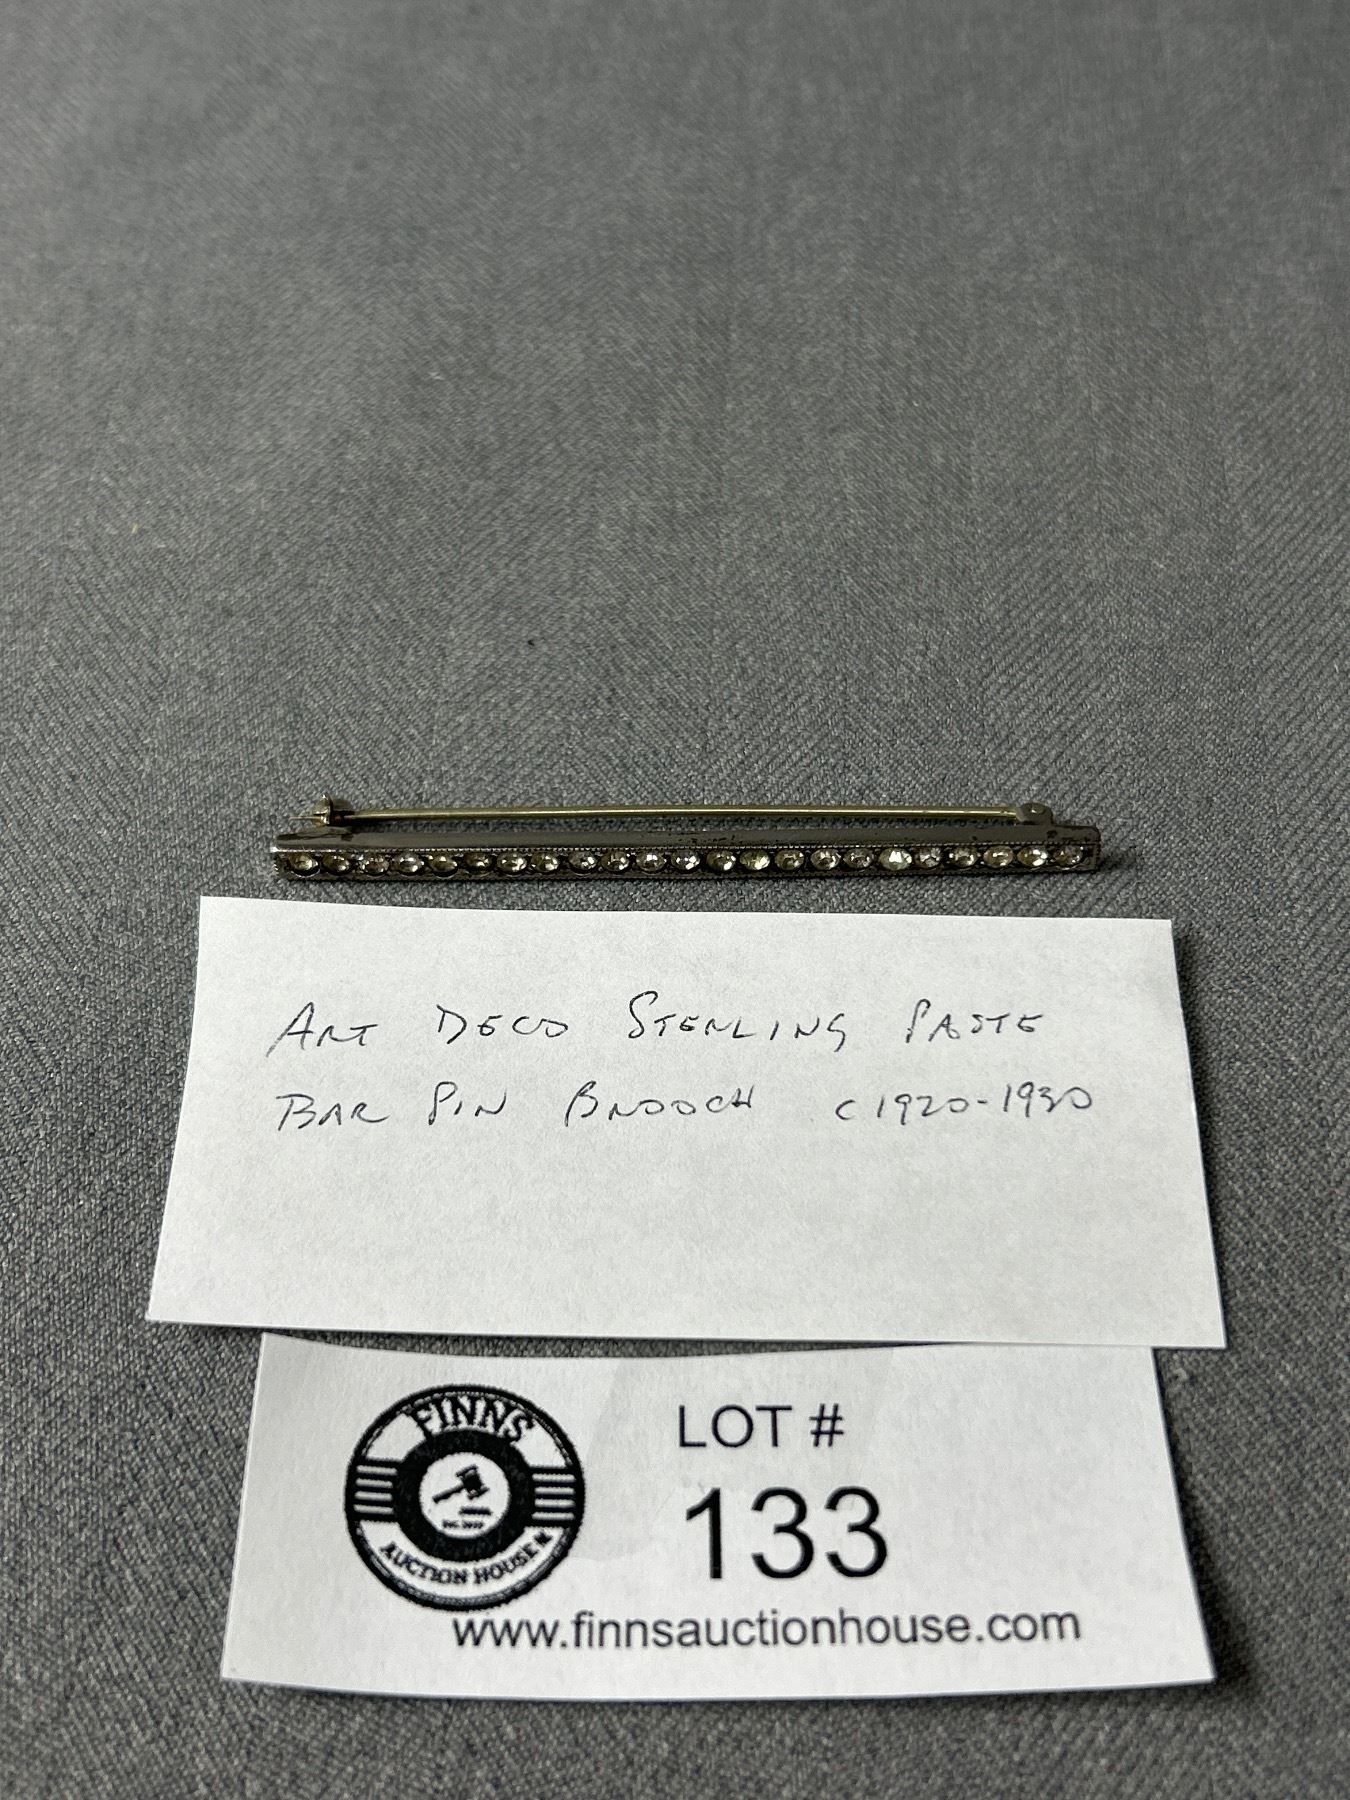 ART DECO STERLING PASTE
BAR PIN BROOCH C1920-1930
FINNS
AUCTION HOUSE
LOT #
133
www.finnsauctionhouse.com